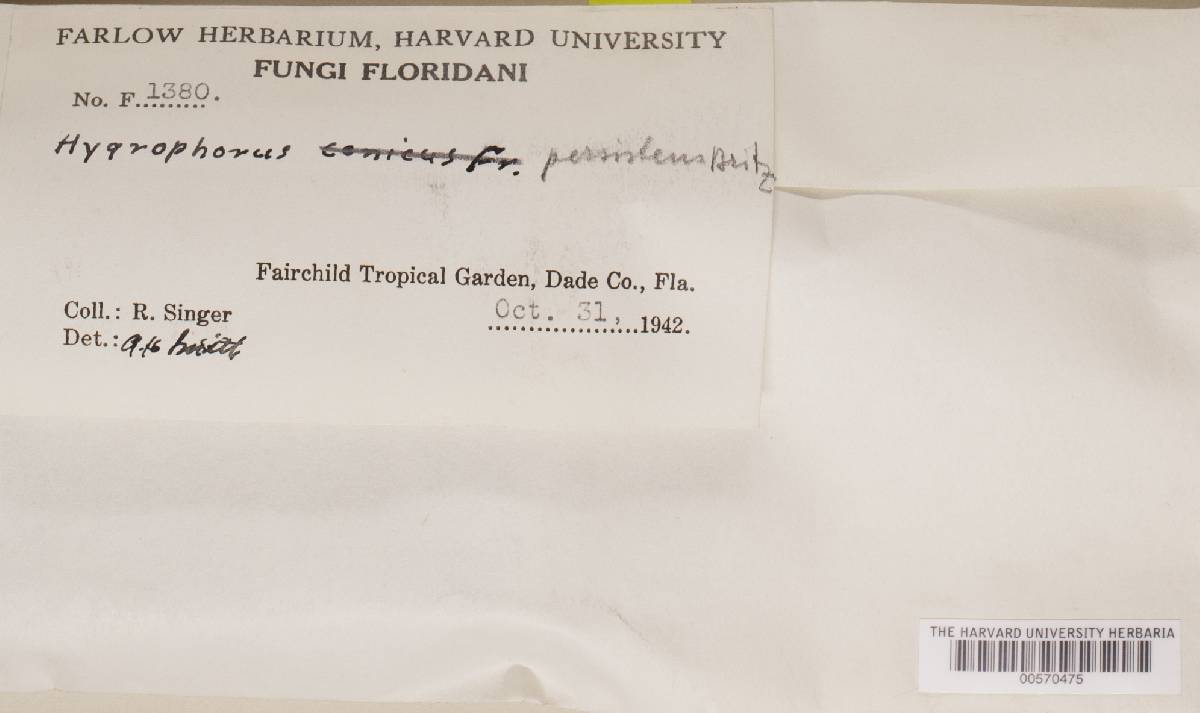 FARLOW HERBARIUM, HARVARD UNIVERSITY
FUNGI FLORIDANI
No. F.1380.
Hygrophorus conicus Fr. persistens Britz
Fairchild Tropical Garden, Dade Co., Fla.
Coll.: R. Singer
Oct. 31, 1942.
Det.: A.H. Smith
THE HARVARD UNIVERSITY HERBARIA
00570475